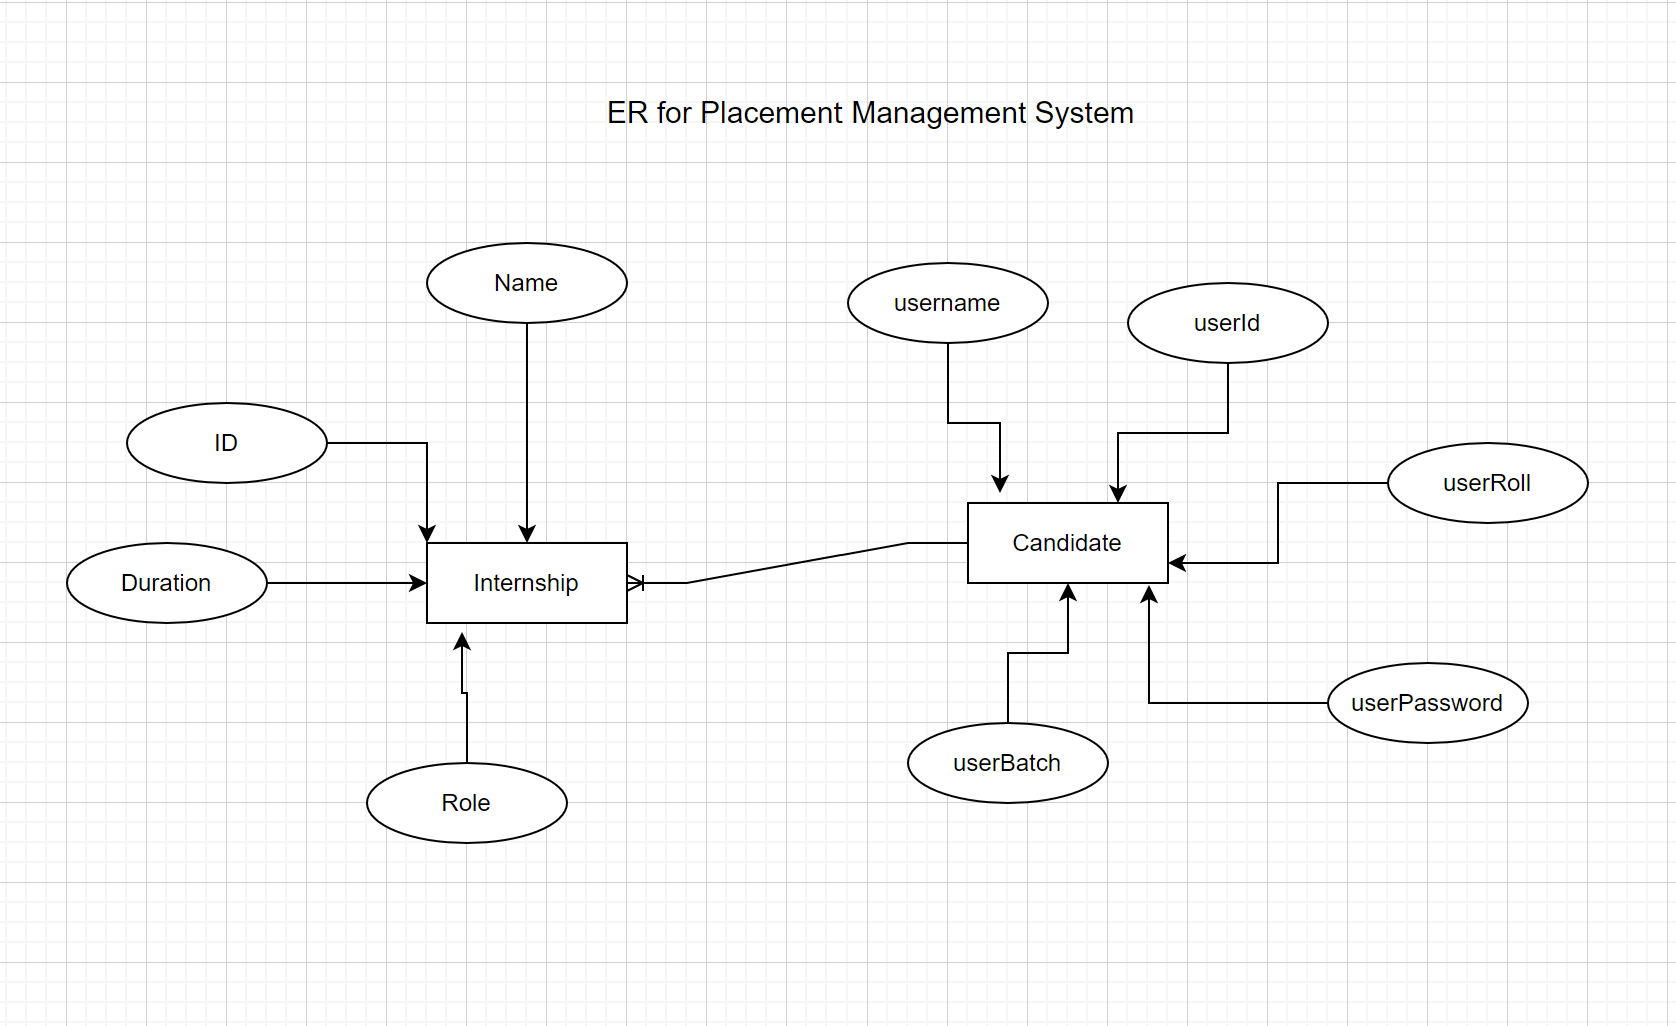 ER for Placement Management System
Name
username
userId
ID
userRoll
Candidate
Duration
Internship
userPassword
userBatch
Role